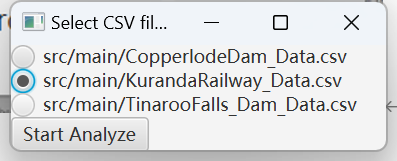 Select CSV fil...
src/main/CopperlodeDam_Data.csv
src/main/KurandaRailway_Data.csv
src/main/TinarooFalls_Dam_Data.csv
Start Analyze